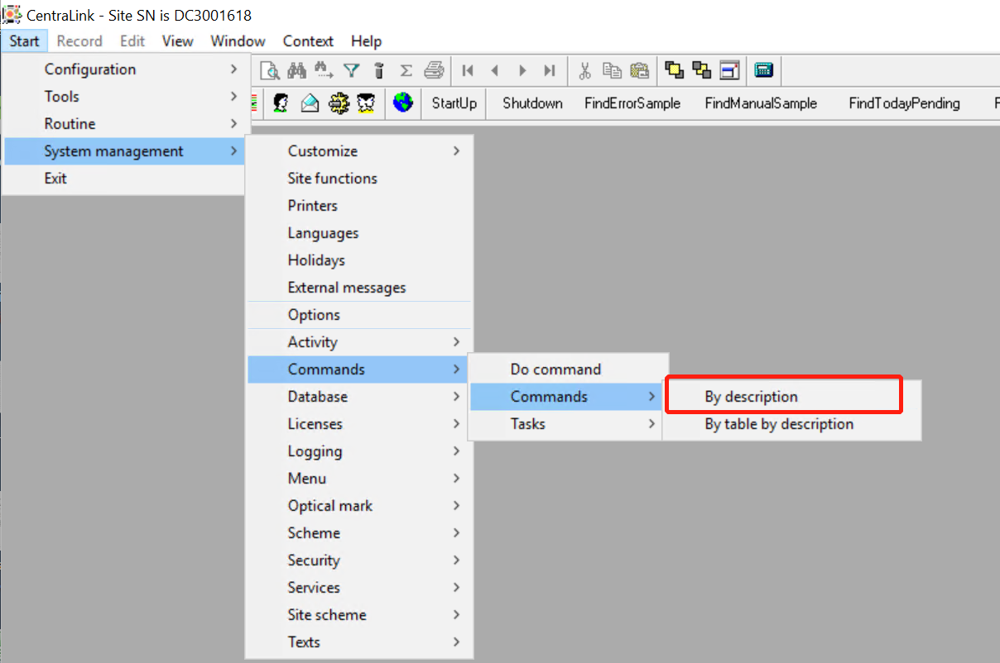 CentraLink - Site SN is DC3001618
Start Record Edit View Window Context Help
Configuration
Tools
Routine
System management
Exit
StartUp Shutdown FindErrorSample FindManualSample FindTodayPending F
Customize
Site functions
Printers
Languages
Holidays
External messages
Options
Activity
Commands
Database
Licenses
Logging
Menu
Optical mark
Scheme
Security
Services
Site scheme
Texts
Do command
Commands
Tasks
By description
By table by description